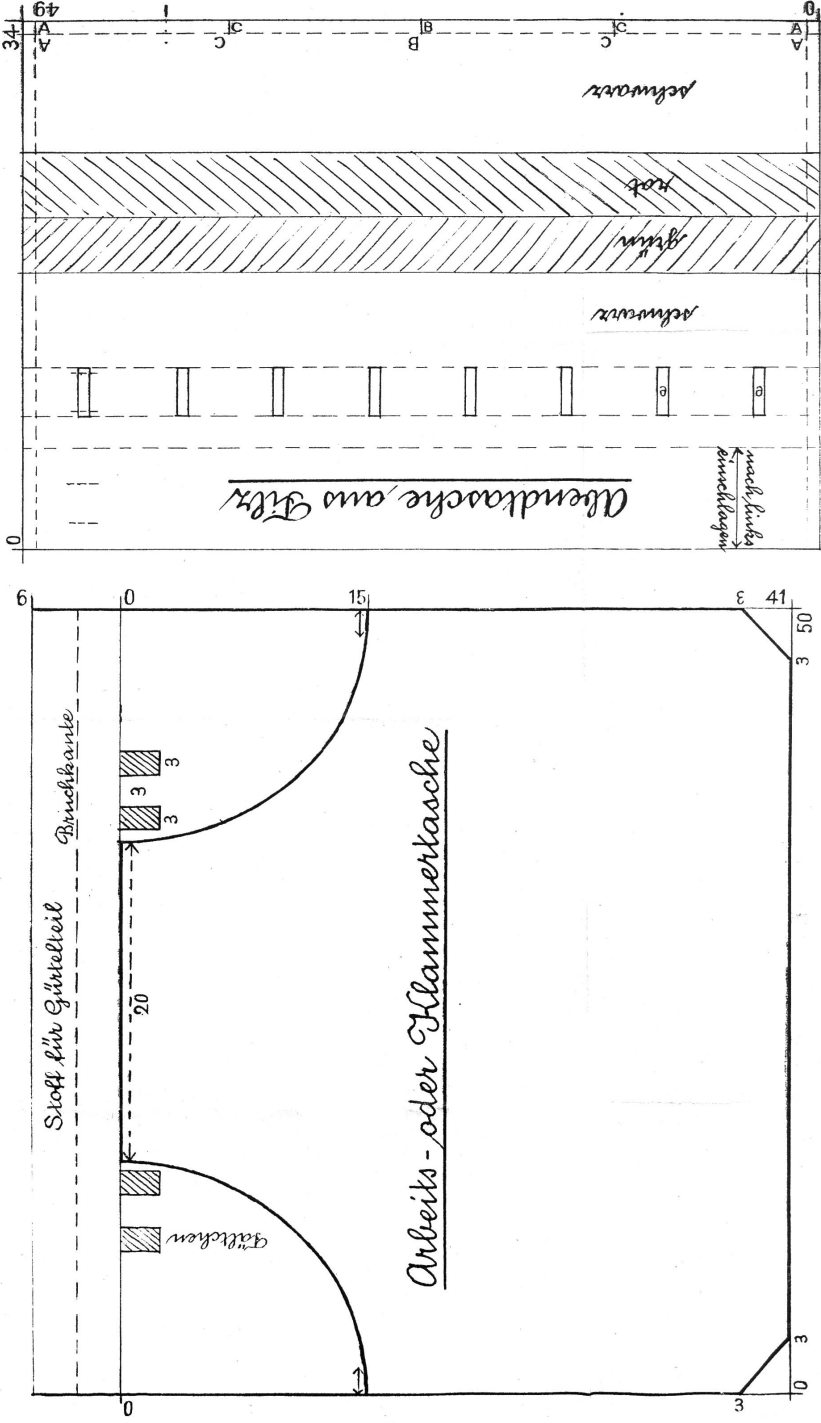 Abendtasche, aus Filz
nach links
einschlagen
schwarz
grün
rot
schwarz
e
e
0
34
49
0
A
A
C
C
B
B
C
C
A
A
Arbeits- oder Klammertasche
Stoff für Gürtelteil
Bruchkante
Fältchen
20
6
0
15
3
41
50
3
3
3
3
0
3
0
3